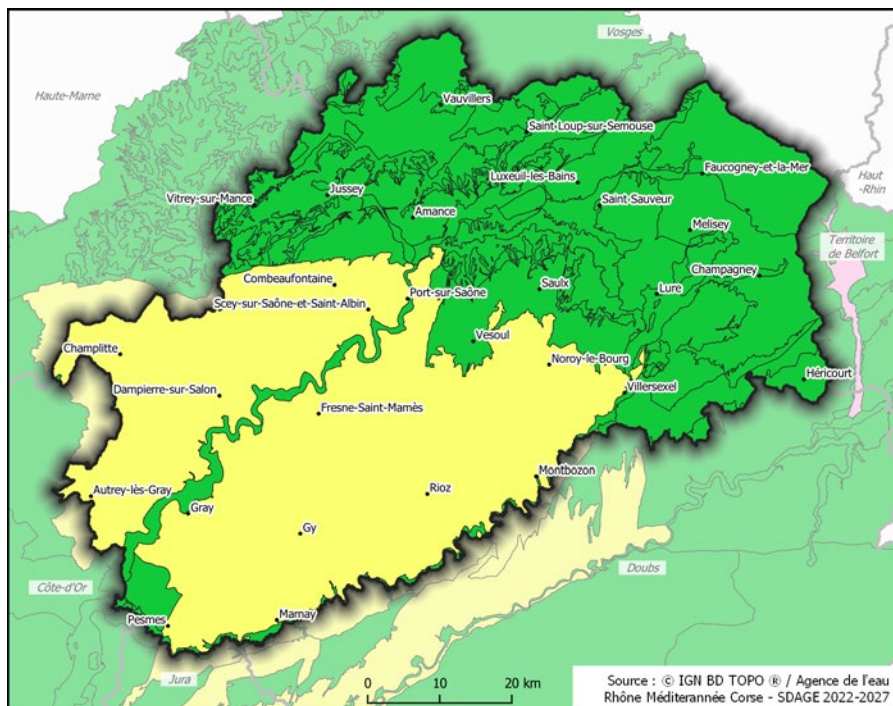 Vosges
Haute-Marne
Vauvillers
Saint-Loup-sur-Semouse
Faucogney-et-la-Mer
Haut
-Rhin
Luxeuil-les-Bains
Vitrey-sur-Mance
Jussey
Saint-Sauveur
Amance
Melisey
Territoire
de Belfort
Combeaufontaine
Champagney
Saulx
Port-sur-Saône
Lure
Scey-sur-Saône-et-Saint-Albin
Vesoul
Champlitte
Noroy-le-Bourg
Héricourt
Dampierre-sur-Salon
Villersexel
Fresne-Saint-Mamès
Montbozon
Autrey-lès-Gray
Rioz
Gray
Gy
Doubs
Côte-d'Or
Pesmes
Marnay
Jura
0 10 20 km
Source : © IGN BD TOPO ® / Agence de l'eau
Rhône Méditerannée Corse - SDAGE 2022-2027